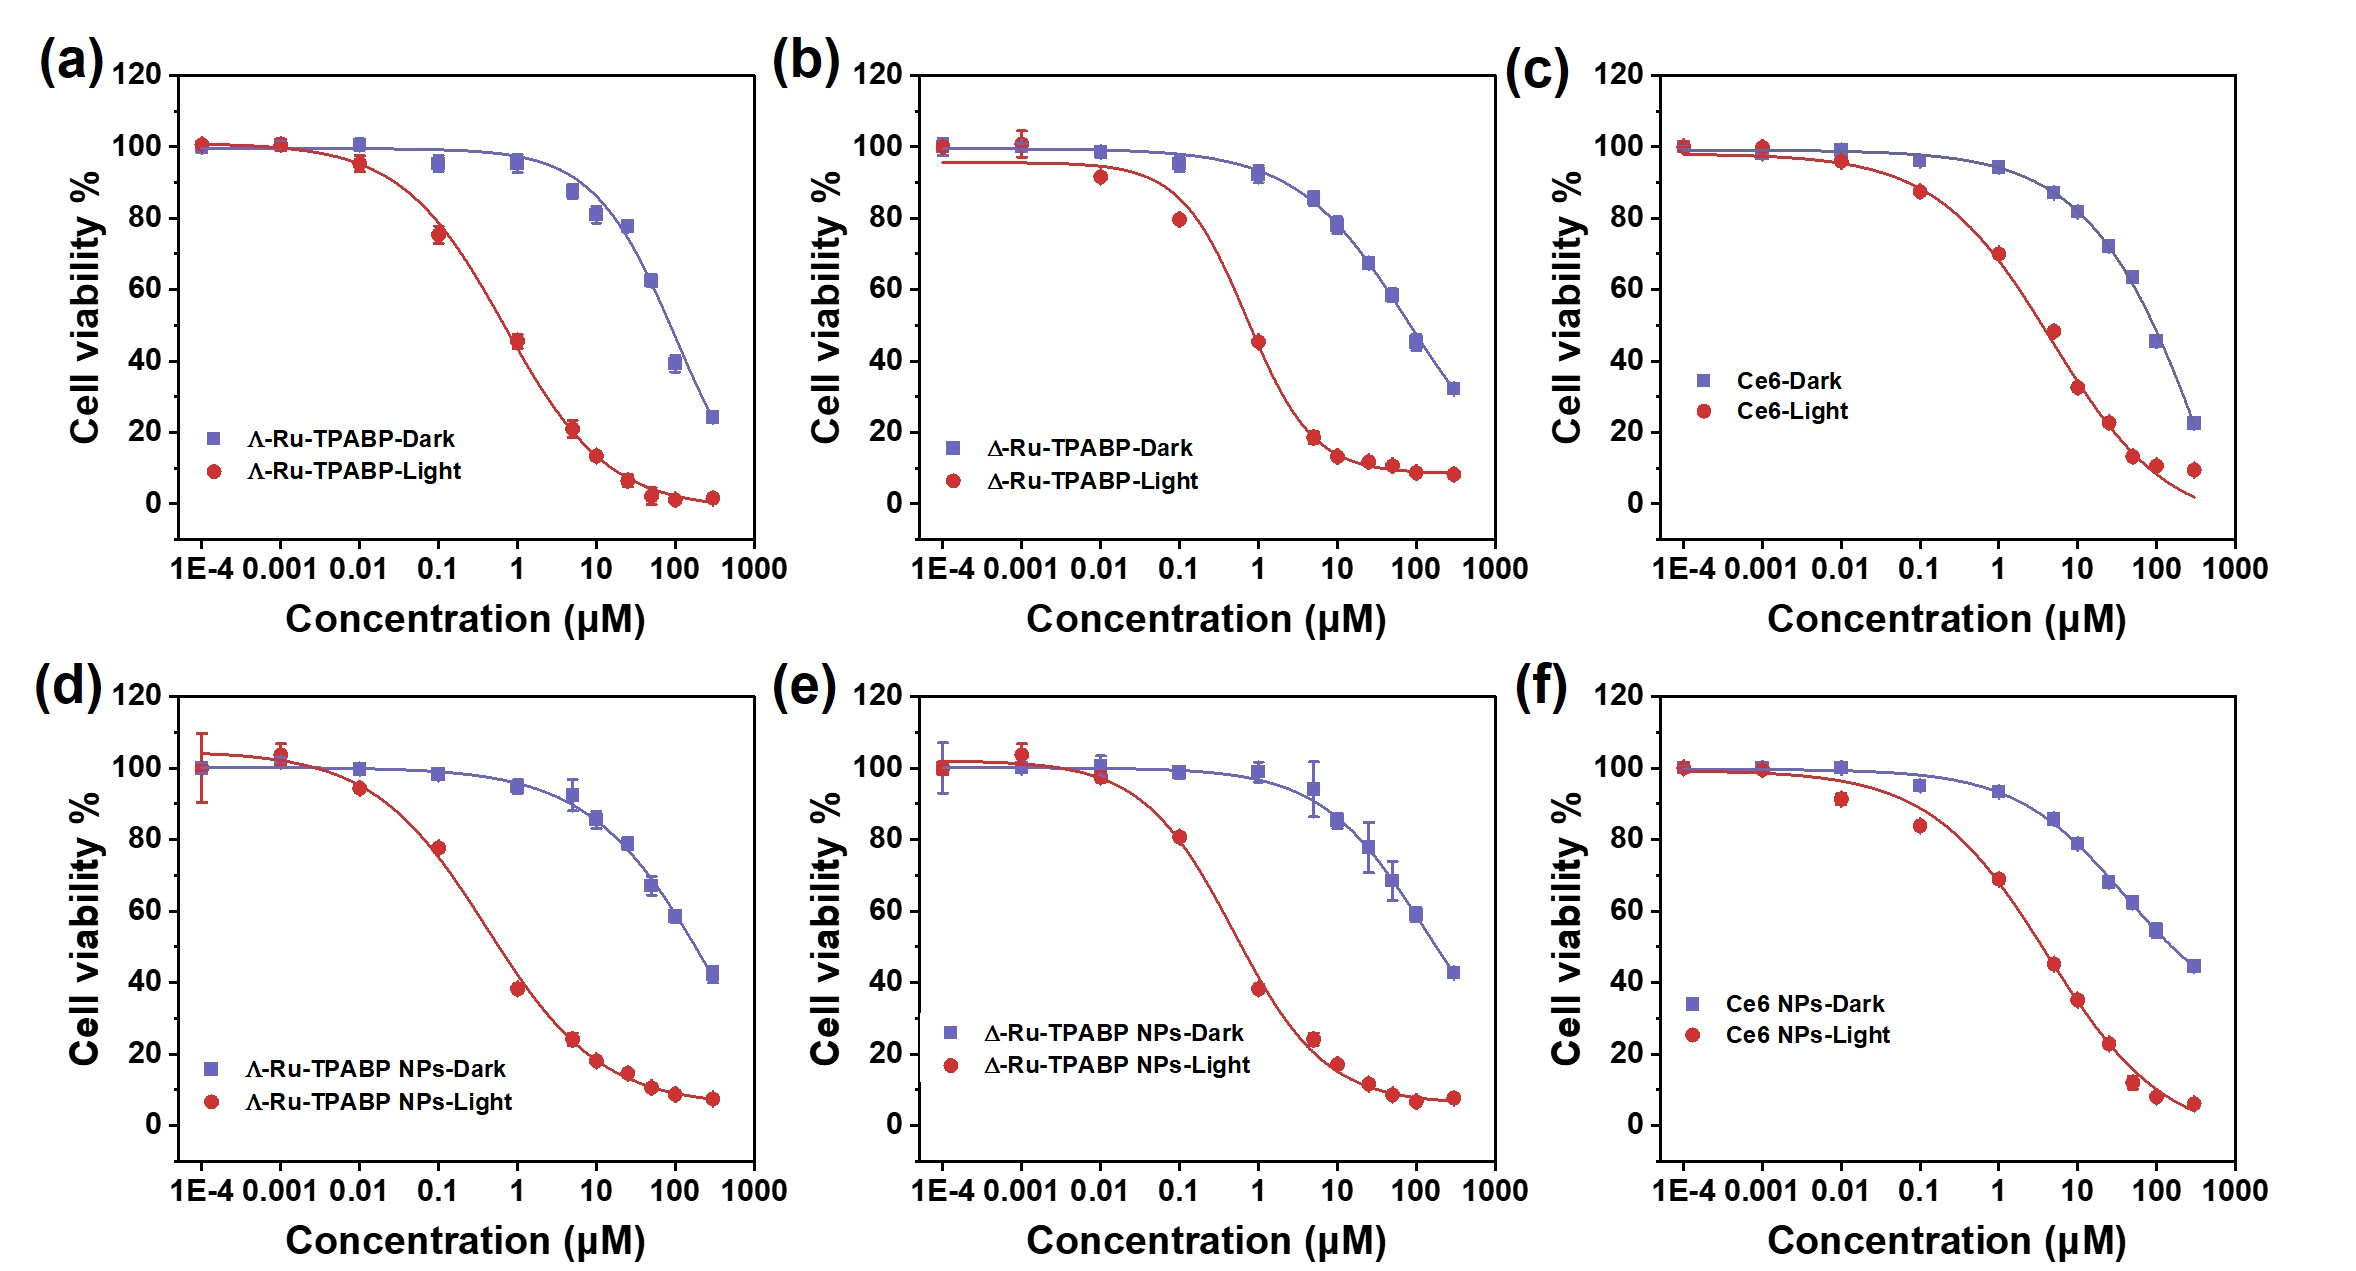 (a)
120
100
80
60
40
20
0
Cell viability %
Λ-Ru-TPABP-Dark
Λ-Ru-TPABP-Light
1E-4 0.001 0.01 0.1 1 10 100 1000
Concentration (μM)
(b)
120
100
80
60
40
20
0
Cell viability %
Δ-Ru-TPABP-Dark
Δ-Ru-TPABP-Light
1E-4 0.001 0.01 0.1 1 10 100 1000
Concentration (μM)
(c)
120
100
80
60
40
20
0
Cell viability %
Ce6-Dark
Ce6-Light
1E-4 0.001 0.01 0.1 1 10 100 1000
Concentration (μM)
(d)
120
100
80
60
40
20
0
Cell viability %
Λ-Ru-TPABP NPs-Dark
Λ-Ru-TPABP NPs-Light
1E-4 0.001 0.01 0.1 1 10 100 1000
Concentration (μM)
(e)
120
100
80
60
40
20
0
Cell viability %
Δ-Ru-TPABP NPs-Dark
Δ-Ru-TPABP NPs-Light
1E-4 0.001 0.01 0.1 1 10 100 1000
Concentration (μM)
(f)
120
100
80
60
40
20
0
Cell viability %
Ce6 NPs-Dark
Ce6 NPs-Light
1E-4 0.001 0.01 0.1 1 10 100 1000
Concentration (μM)